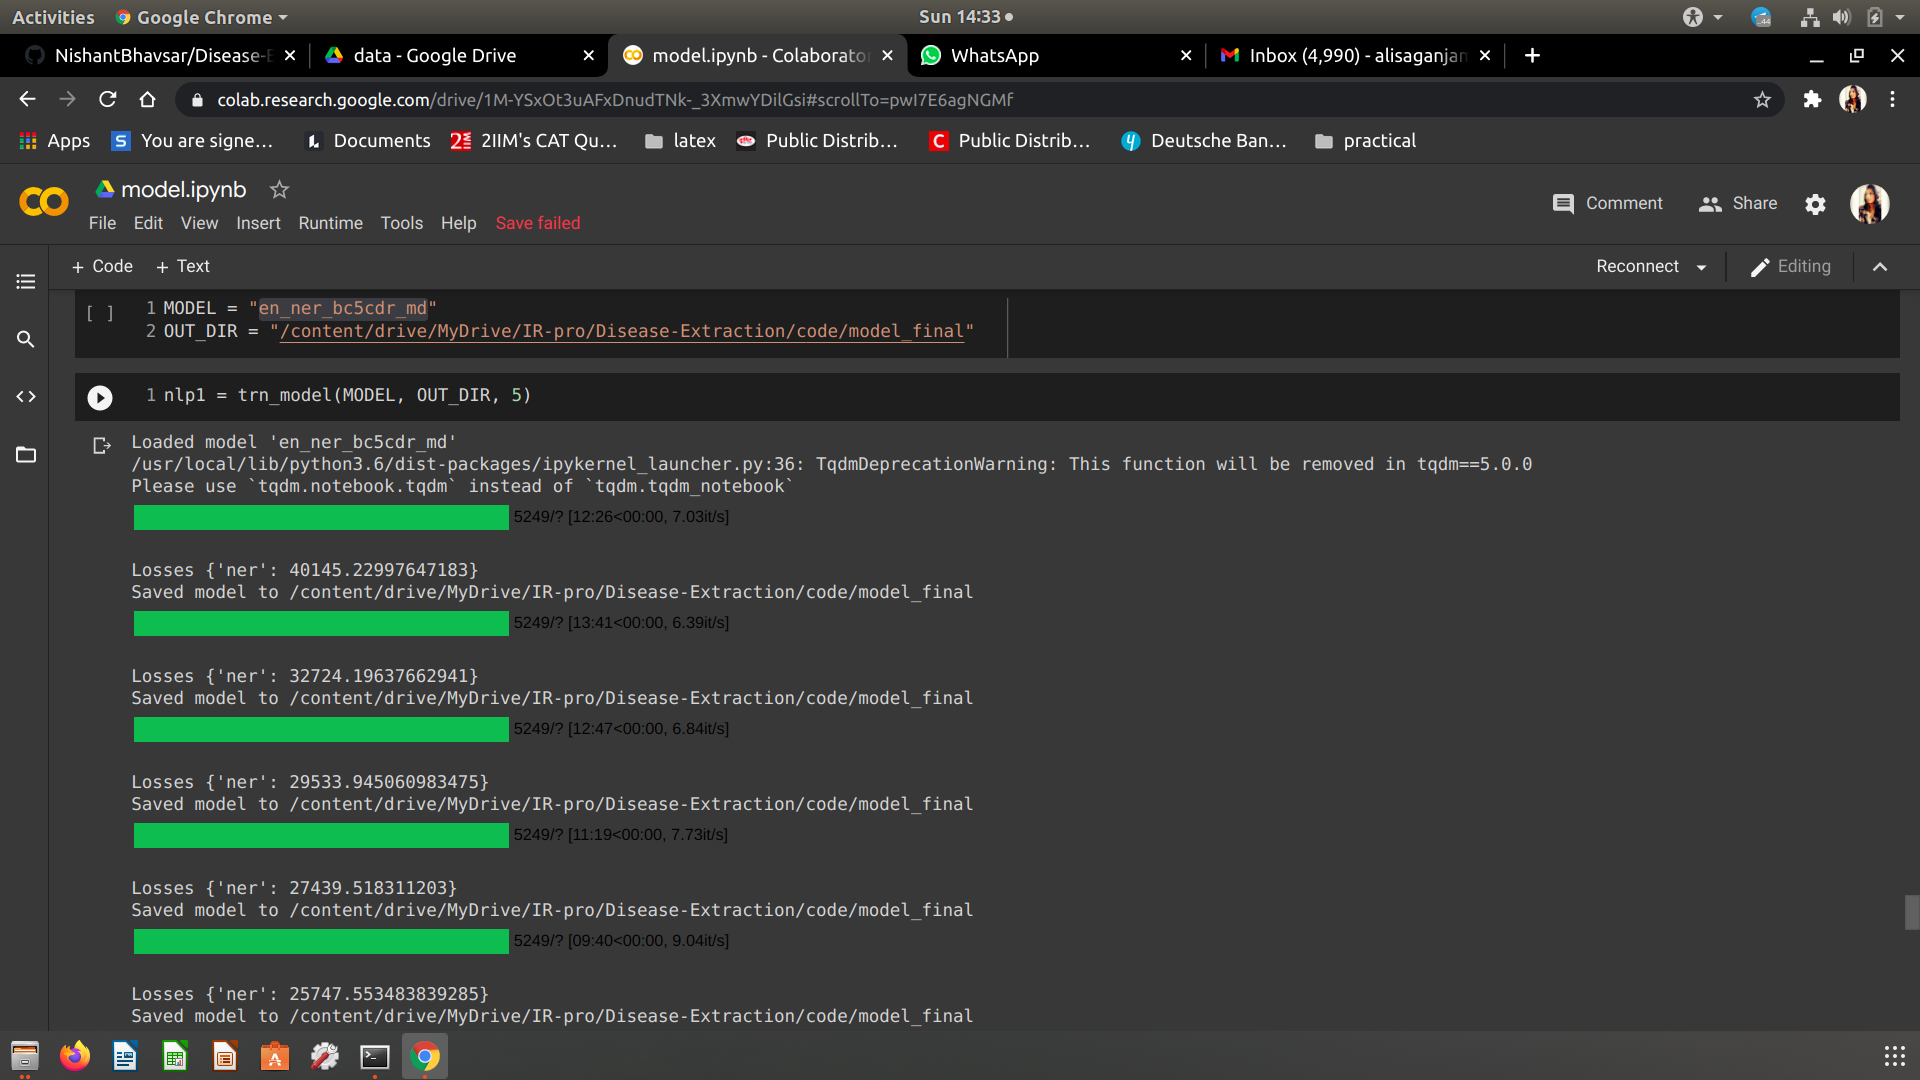 Activities Google Chrome Sun 14:33
NishantBhavsar/Disease-E data - Google Drive model.ipynb - Colaborator WhatsApp Inbox (4,990) - alisaganjam
colab.research.google.com/drive/1M-YSxOt3uAFxDnudTNk-_3XmwYDilGsi#scrollTo=pwI7E6agNGMf
Apps S You are signe... Documents 2IIM's CAT Qu... latex Public Distrib... C Public Distrib... Deutsche Ban... practical
model.ipynb
File Edit View Insert Runtime Tools Help Save failed Comment Share
+ Code + Text Reconnect Editing
[ ] 1 MODEL = "en_ner_bc5cdr_md"
2 OUT_DIR = "/content/drive/MyDrive/IR-pro/Disease-Extraction/code/model_final"
1 nlp1 = trn_model(MODEL, OUT_DIR, 5)
Loaded model 'en_ner_bc5cdr_md'
/usr/local/lib/python3.6/dist-packages/ipykernel_launcher.py:36: TqdmDeprecationWarning: This function will be removed in tqdm==5.0.0
Please use `tqdm.notebook.tqdm` instead of `tqdm.tqdm_notebook`
5249/? [12:26<00:00, 7.03it/s]
Losses {'ner': 40145.22997647183}
Saved model to /content/drive/MyDrive/IR-pro/Disease-Extraction/code/model_final
5249/? [13:41<00:00, 6.39it/s]
Losses {'ner': 32724.19637662941}
Saved model to /content/drive/MyDrive/IR-pro/Disease-Extraction/code/model_final
5249/? [12:47<00:00, 6.84it/s]
Losses {'ner': 29533.945060983475}
Saved model to /content/drive/MyDrive/IR-pro/Disease-Extraction/code/model_final
5249/? [11:19<00:00, 7.73it/s]
Losses {'ner': 27439.518311203}
Saved model to /content/drive/MyDrive/IR-pro/Disease-Extraction/code/model_final
5249/? [09:40<00:00, 9.04it/s]
Losses {'ner': 25747.553483839285}
Saved model to /content/drive/MyDrive/IR-pro/Disease-Extraction/code/model_final